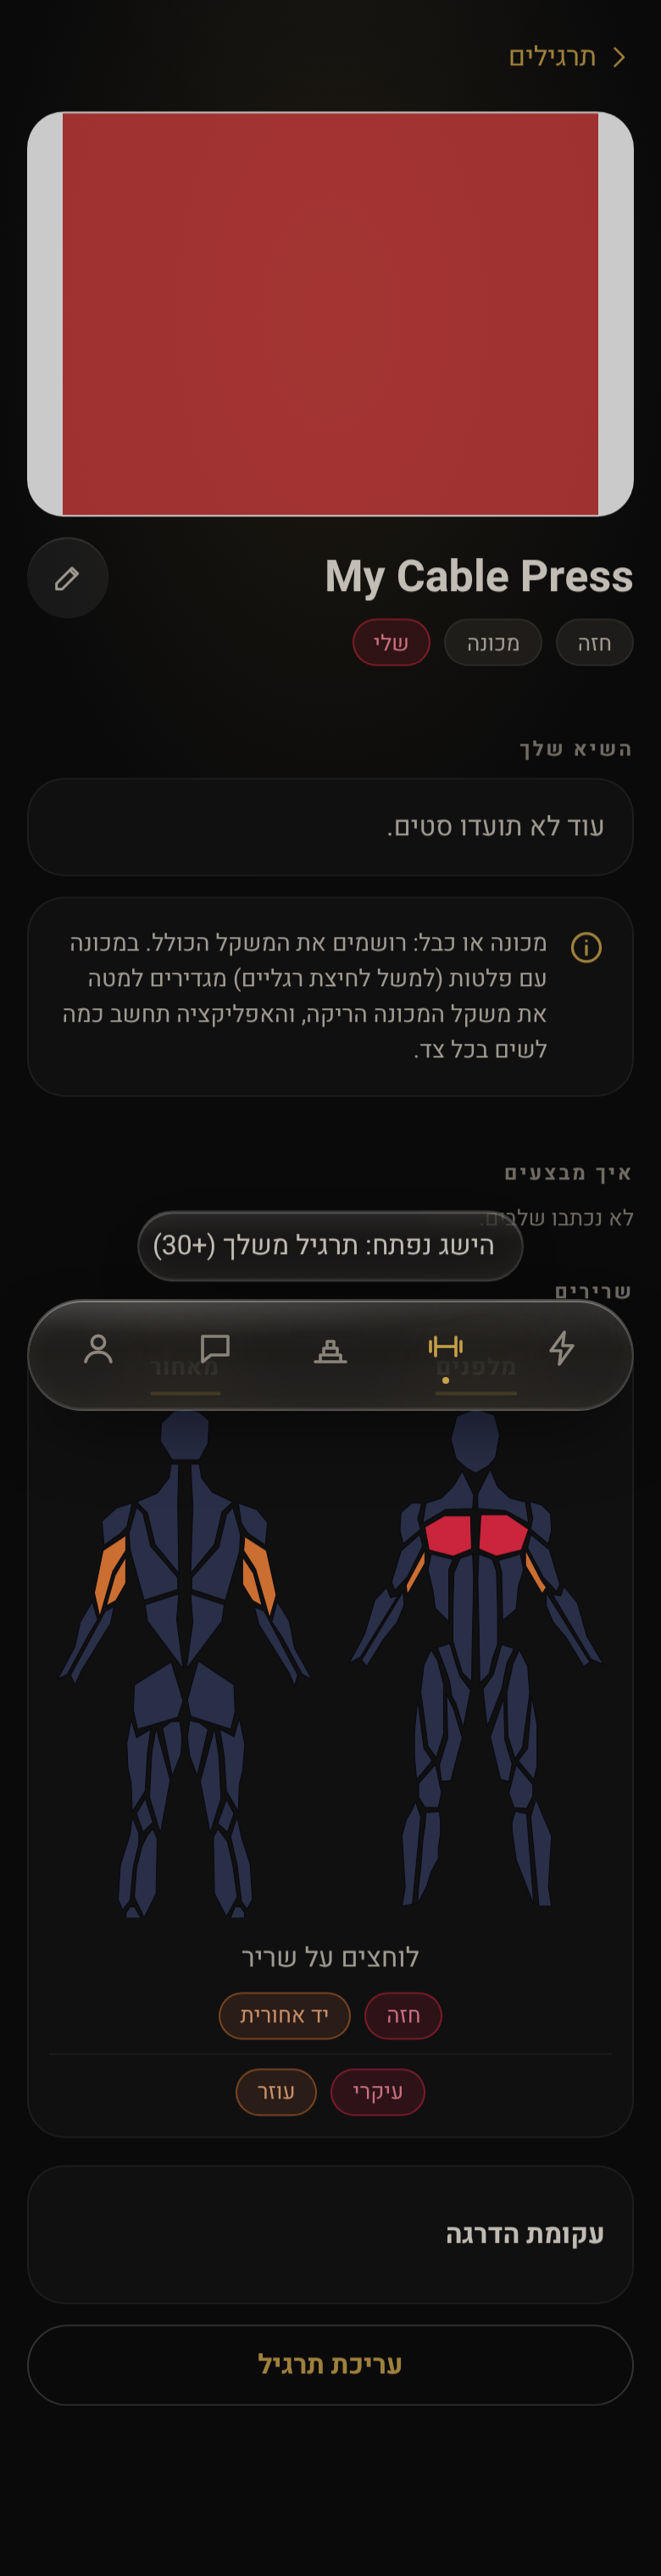 תרגילים
My Cable Press
חזה
מכונה
שלי
השיא שלך
עוד לא תועדו סטים.
מכונה או כבל: רושמים את המשקל הכולל. במכונה
עם פלטות (למשל לחיצת רגליים) מגדירים למטה
את משקל המכונה הריקה, והאפליקציה תחשב כמה
לשים בכל צד.
איך מבצעים
לא נכתבו שלבים.
הישג נפתח: תרגיל משלך (+30)
שרירים
מלפנים
מאחור
לוחצים על שריר
חזה
יד אחורית
עיקרי
עוזר
עקומת הדרגה
עריכת תרגיל